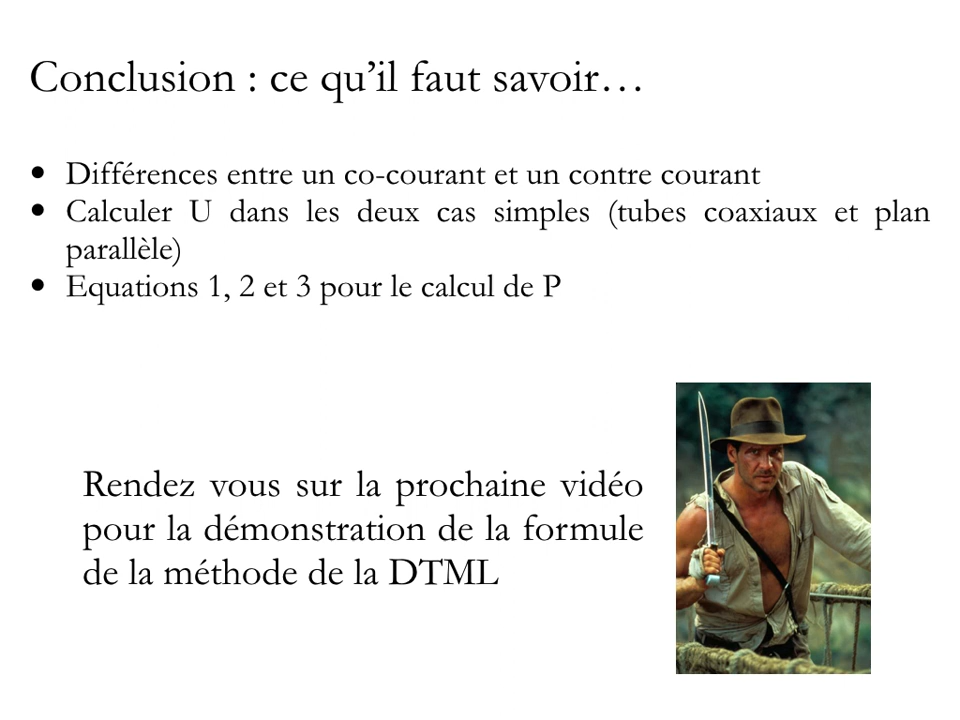 Conclusion : ce qu’il faut savoir…
• Différences entre un co-courant et un contre courant
• Calculer U dans les deux cas simples (tubes coaxiaux et plan
parallèle)
• Equations 1, 2 et 3 pour le calcul de P
Rendez vous sur la prochaine vidéo
pour la démonstration de la formule
de la méthode de la DTML